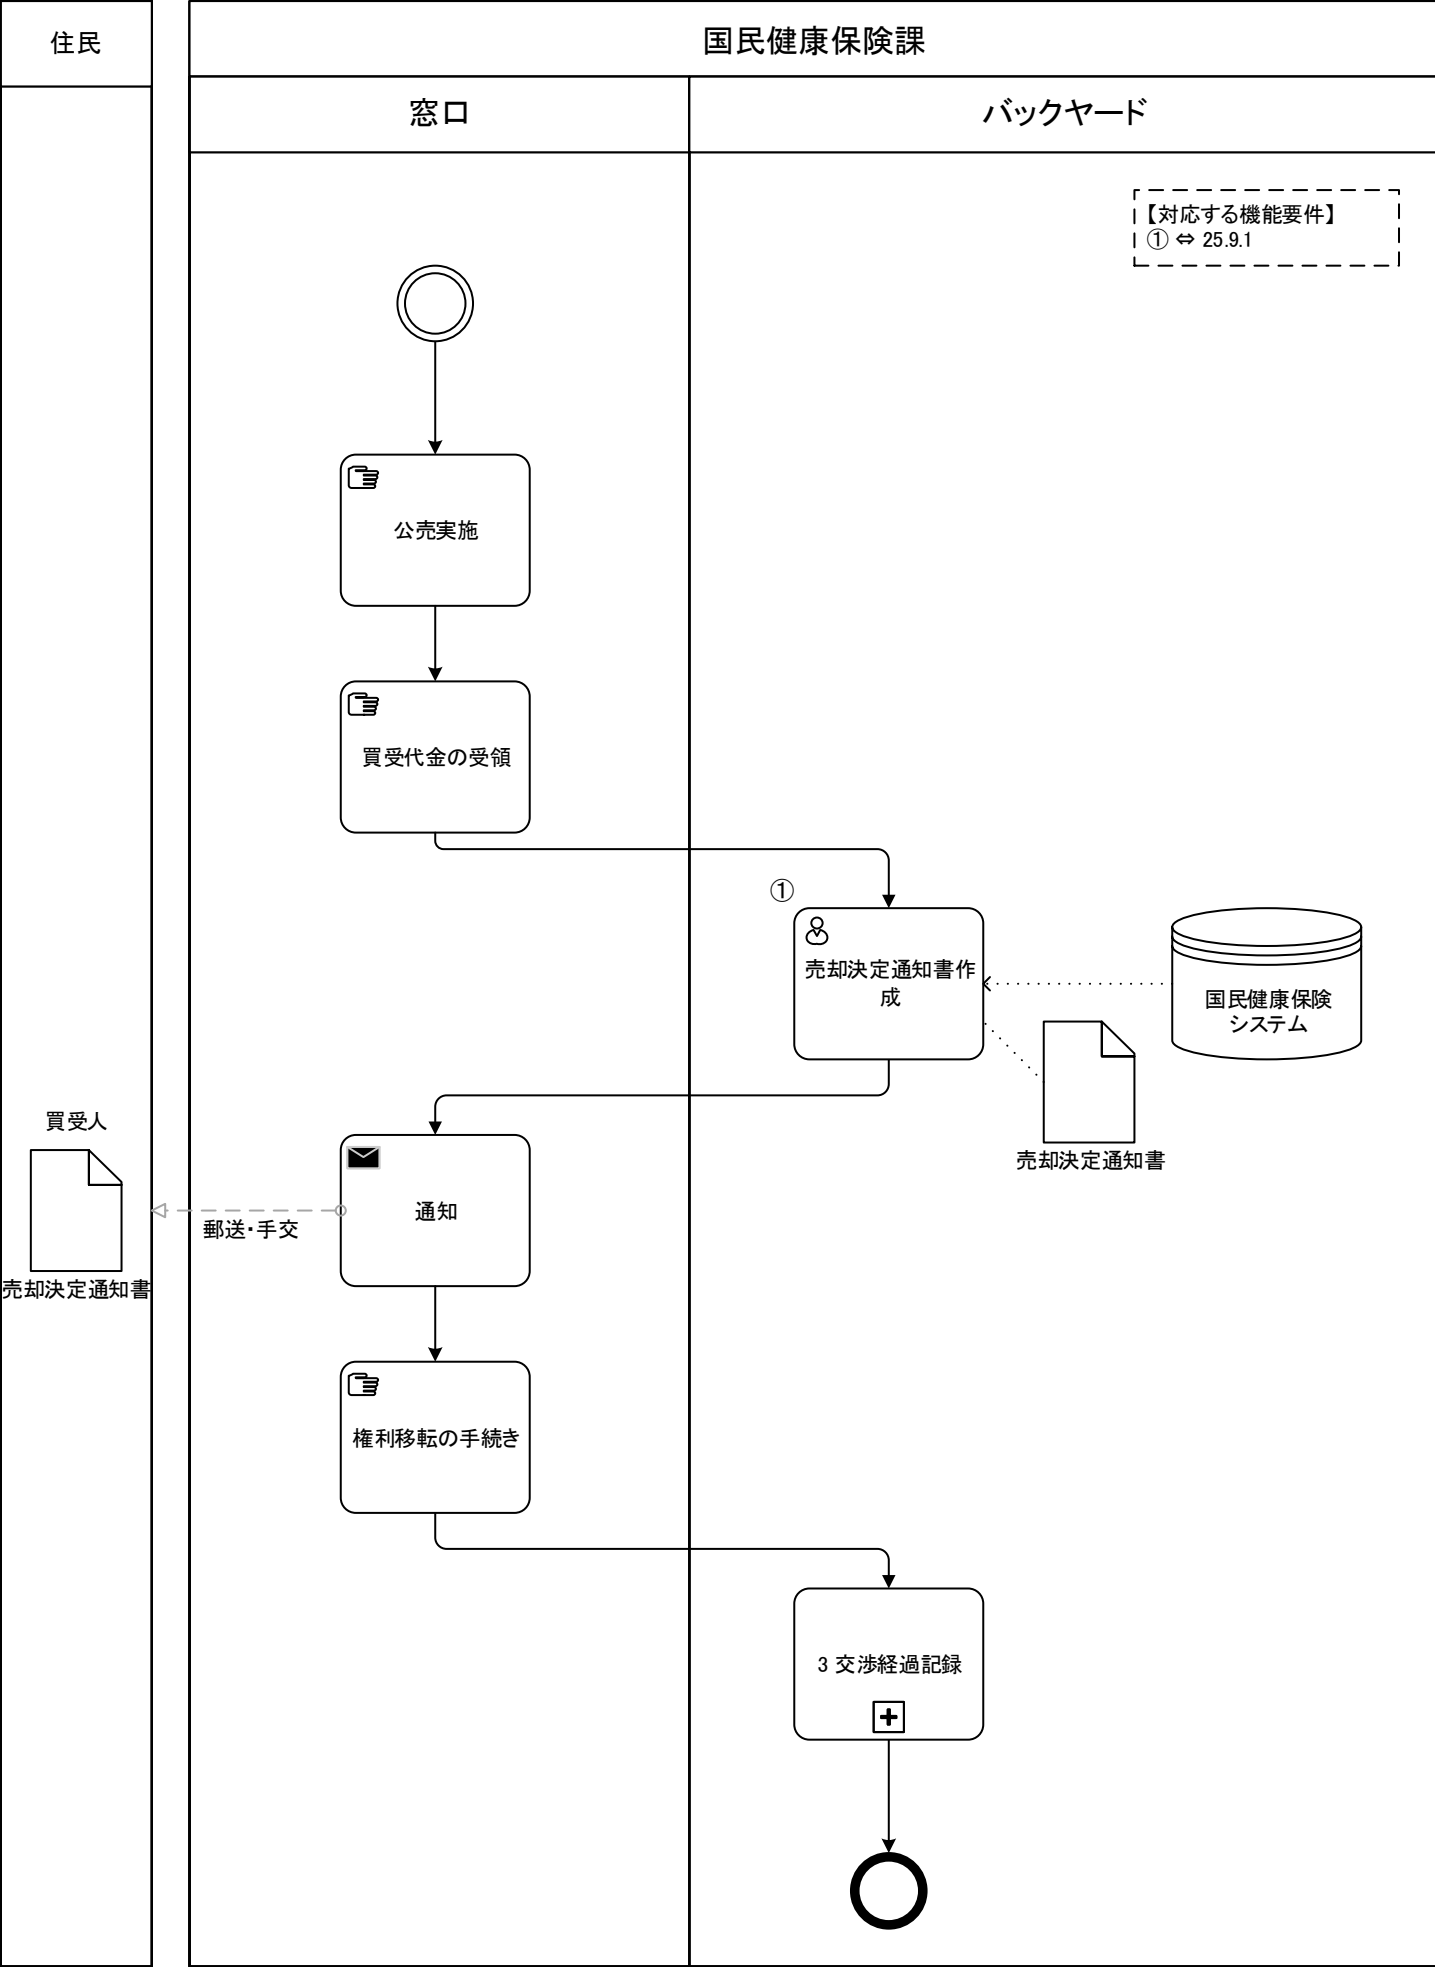 住民
国民健康保険課
窓口
バックヤード
【対応する機能要件】
① ⇔ 25.9.1
公売実施
買受代金の受領
①
売却決定通知書作
成
国民健康保険
システム
売却決定通知書
買受人
売却決定通知書
郵送・手交
通知
権利移転の手続き
3 交渉経過記録